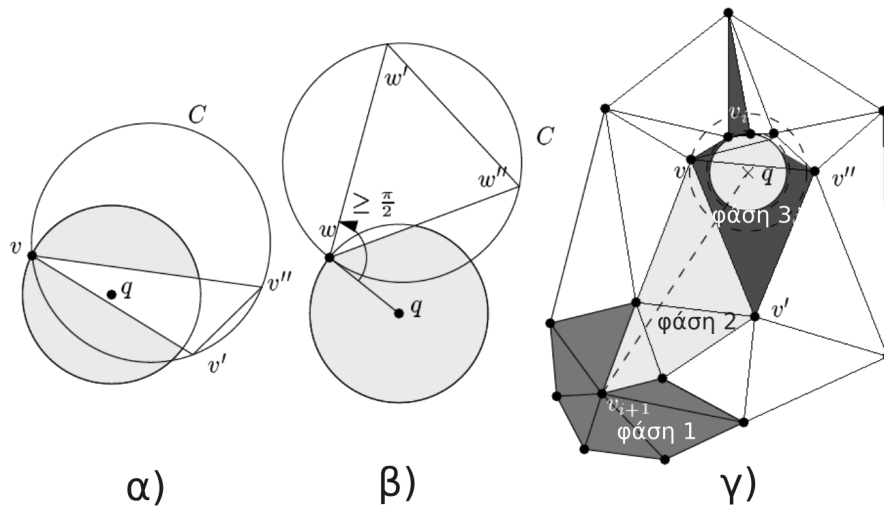 C
v
q
v''
v'
α)
w'
C
w''
≥ π/2
w
q
β)
v_i
v
q
v''
φάση 3
v'
φάση 2
v_{i+1}
φάση 1
γ)